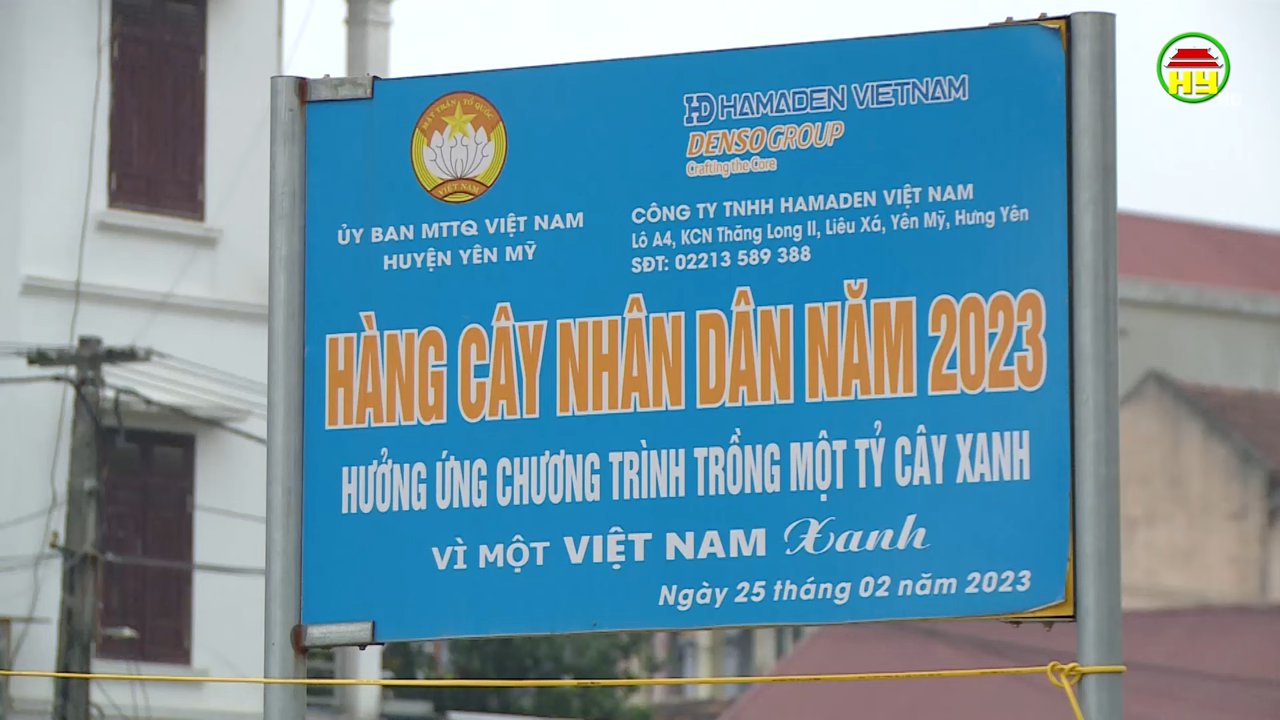 MẶT TRẬN TỔ QUỐC
VIỆT NAM
ỦY BAN MTTQ VIỆT NAM
HUYỆN YÊN MỸ
HD HAMADEN VIETNAM
DENSO GROUP
Crafting the Core
CÔNG TY TNHH HAMADEN VIỆT NAM
Lô A4, KCN Thăng Long II, Liêu Xá, Yên Mỹ, Hưng Yên
SĐT: 02213 589 388
HÀNG CÂY NHÂN DÂN NĂM 2023
HƯỞNG ỨNG CHƯƠNG TRÌNH TRỒNG MỘT TỶ CÂY XANH
VÌ MỘT VIỆT NAM Xanh
Ngày 25 tháng 02 năm 2023
HY